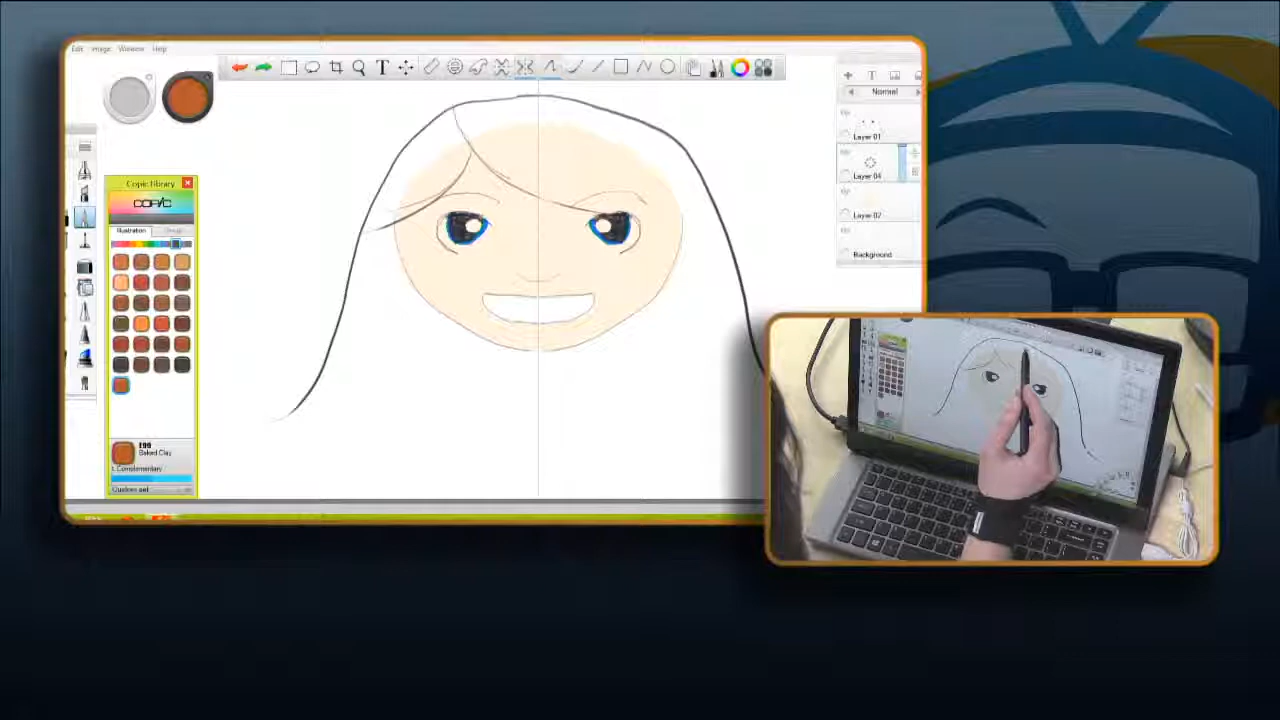 Edit Image Window Help
T
T
Normal
Layer 01
Layer 04
Layer 02
Background
Copic Library
COPIC
Illustration
E99
Baked Clay
Complementary
Custom set